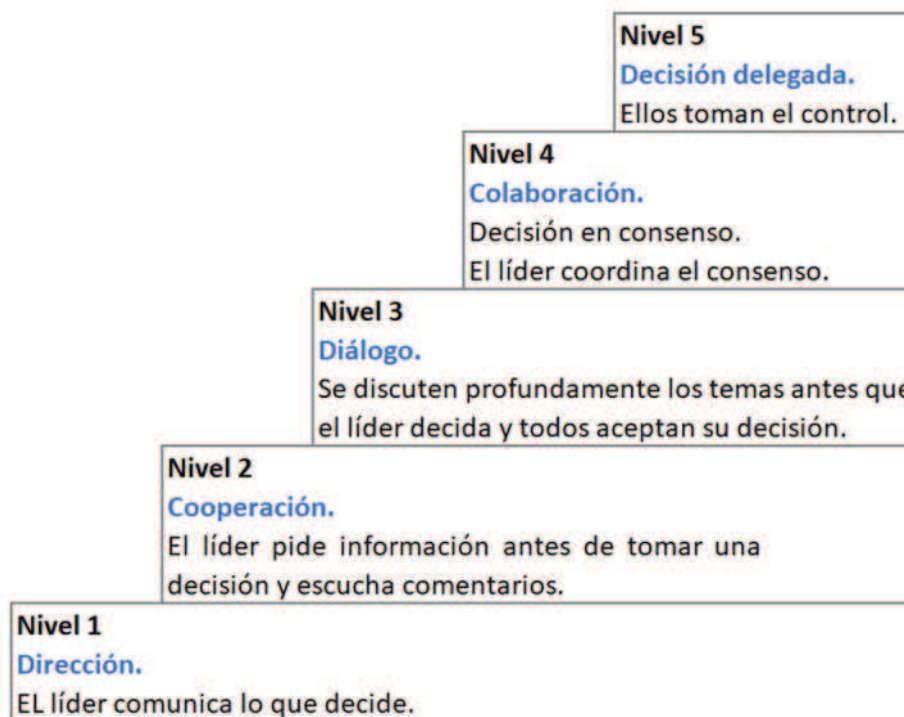 Nivel 5
Decisión delegada.
Ellos toman el control.
Nivel 4
Colaboración.
Decisión en consenso.
El líder coordina el consenso.
Nivel 3
Diálogo.
Se discuten profundamente los temas antes que
el líder decida y todos aceptan su decisión.
Nivel 2
Cooperación.
El líder pide información antes de tomar una
decisión y escucha comentarios.
Nivel 1
Dirección.
EL líder comunica lo que decide.